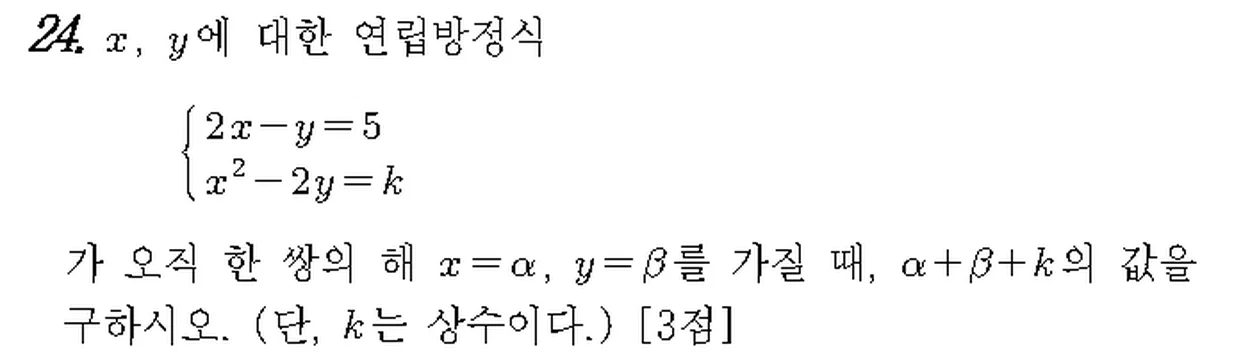 24. x, y에 대한 연립방정식
2x-y=5
x²-2y=k
가 오직 한 쌍의 해 x=α, y=β를 가질 때, α+β+k의 값을
구하시오. (단, k는 상수이다.) [3점]